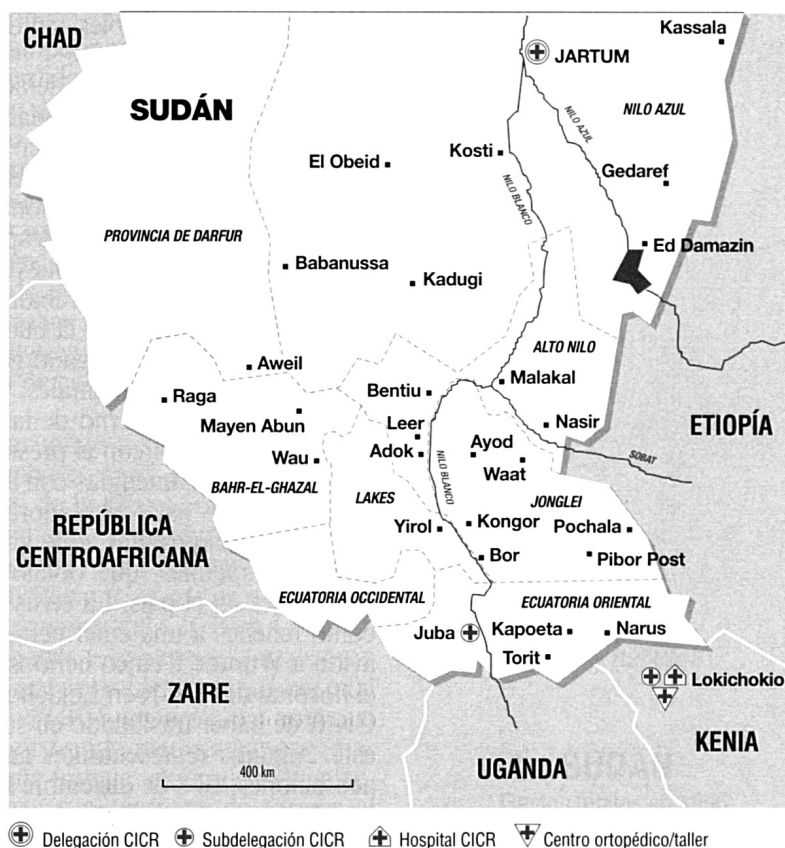 CHAD
Kassala
JARTUM
SUDÁN
NILO AZUL
NILO AZUL
El Obeid
Kosti
Gedaref
NILO BLANCO
PROVINCIA DE DARFUR
Ed Damazin
Babanussa
Kadugi
ALTO NILO
Aweil
Malakal
Raga
Bentiu
Mayen Abun
Nasir
ETIOPÍA
Leer
Ayod
Adok
Wau
NILO BLANCO
Waat
SOBAT
BAHR-EL-GHAZAL
LAKES
JONGLEI
REPÚBLICA
CENTROAFRICANA
Yirol
Kongor
Pochala
Bor
Pibor Post
ECUATORIA OCCIDENTAL
ECUATORIA ORIENTAL
Juba
Kapoeta
Narus
Torit
Lokichokio
ZAIRE
KENIA
UGANDA
400 km
Delegación CICR
Subdelegación CICR
Hospital CICR
Centro ortopédico/taller